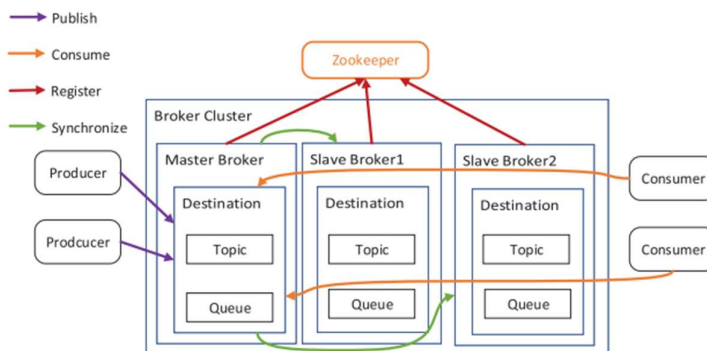 Publish
Consume
Register
Synchronize
Zookeeper
Broker Cluster
Master Broker
Slave Broker1
Slave Broker2
Producer
Prodcucer
Consumer
Consumer
Destination
Topic
Queue
Destination
Topic
Queue
Destination
Topic
Queue